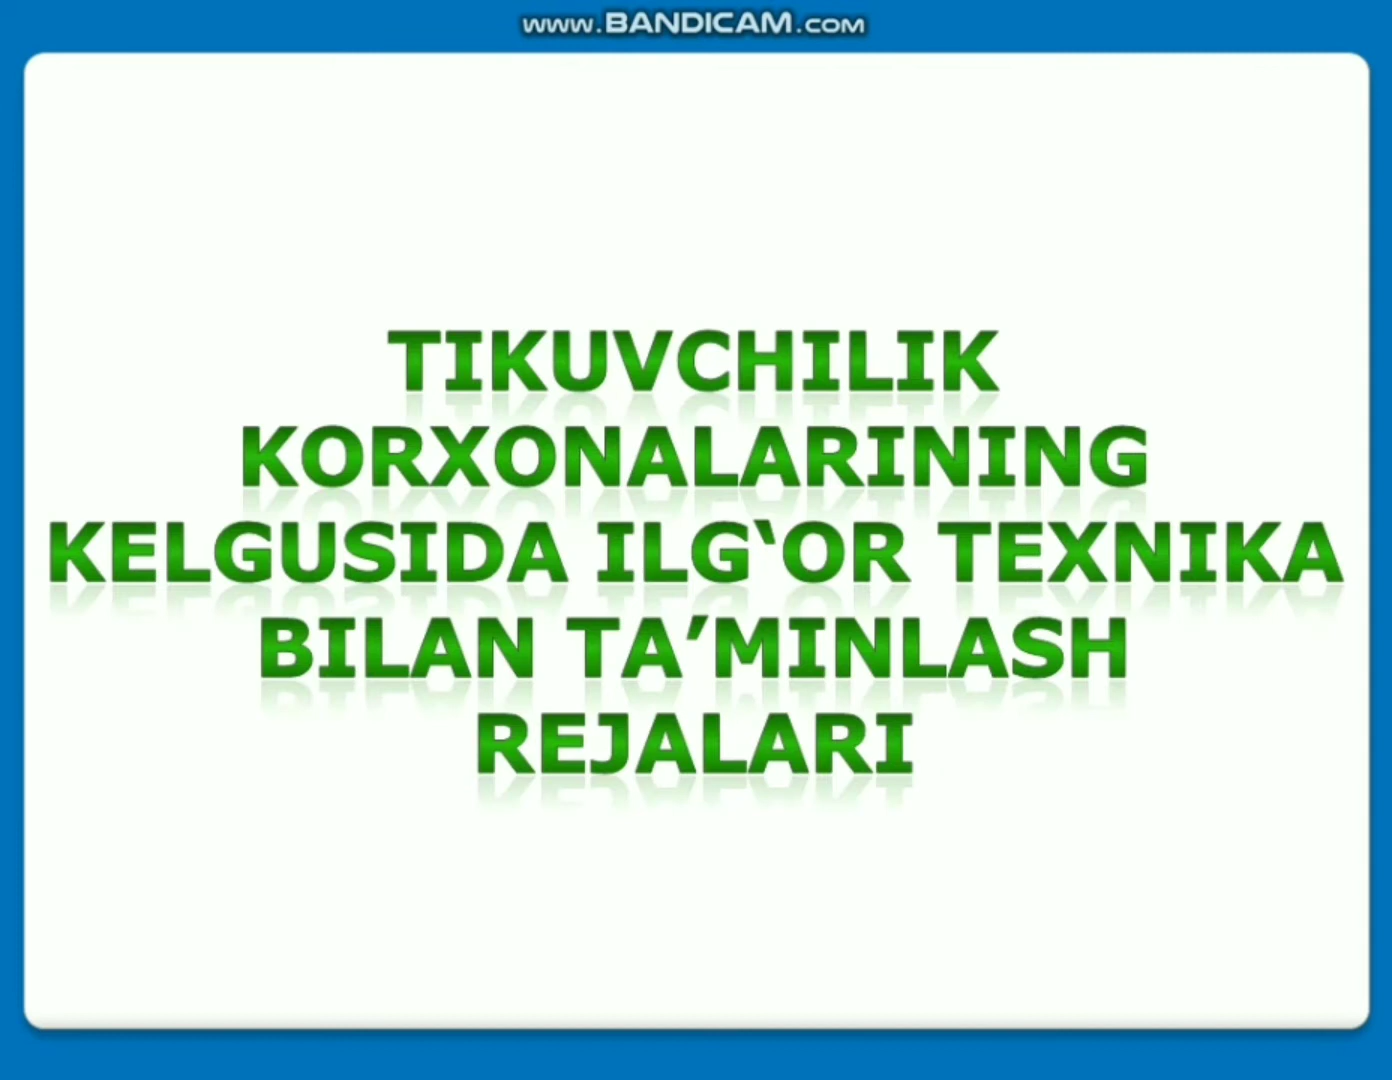 www.BANDICAM.com
TIKUVCHILIK
KORXONALARINING
KELGUSIDA ILG‘OR TEXNIKA
BILAN TA’MINLASH
REJALARI